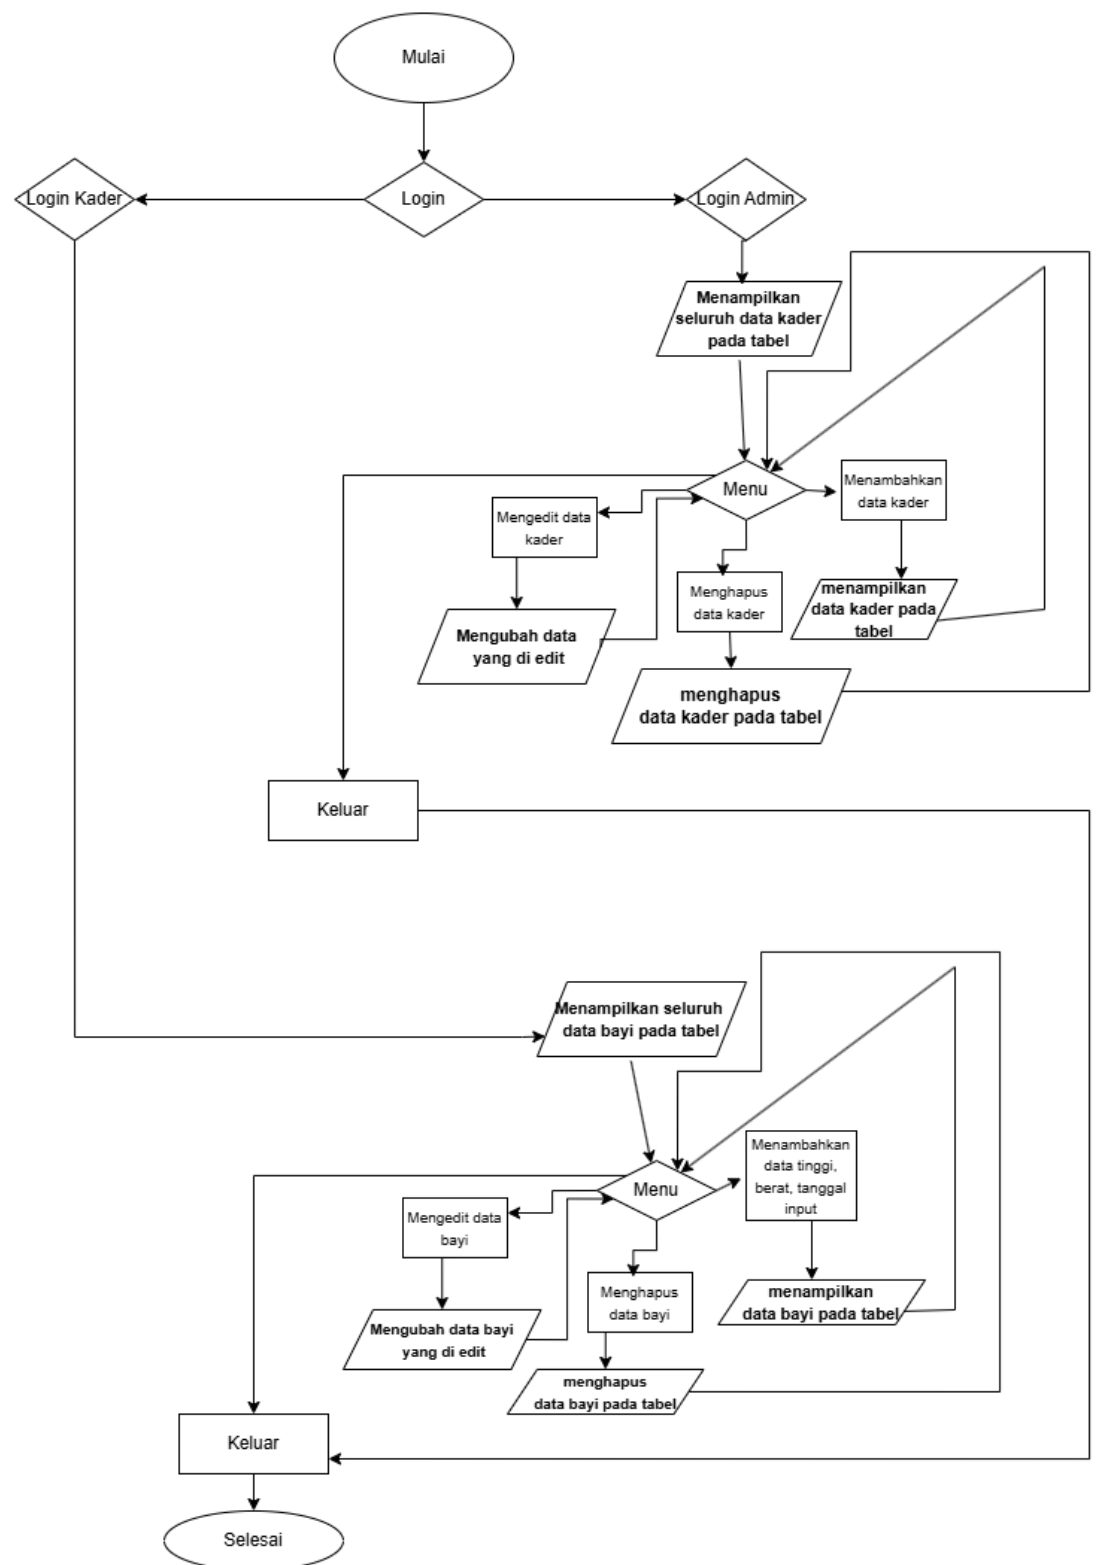 Mulai
Login Kader
Login
Login Admin
Menampilkan
seluruh data kader
pada tabel
Menu
Menambahkan
data kader
Mengedit data
kader
Menghapus
data kader
menampilkan
data kader pada
tabel
Mengubah data
yang di edit
menghapus
data kader pada tabel
Keluar
Menampilkan seluruh
data bayi pada tabel
Menu
Menambahkan
data tinggi,
berat, tanggal
input
Mengedit data
bayi
Menghapus
data bayi
menampilkan
data bayi pada tabel
Mengubah data bayi
yang di edit
menghapus
data bayi pada tabel
Keluar
Selesai